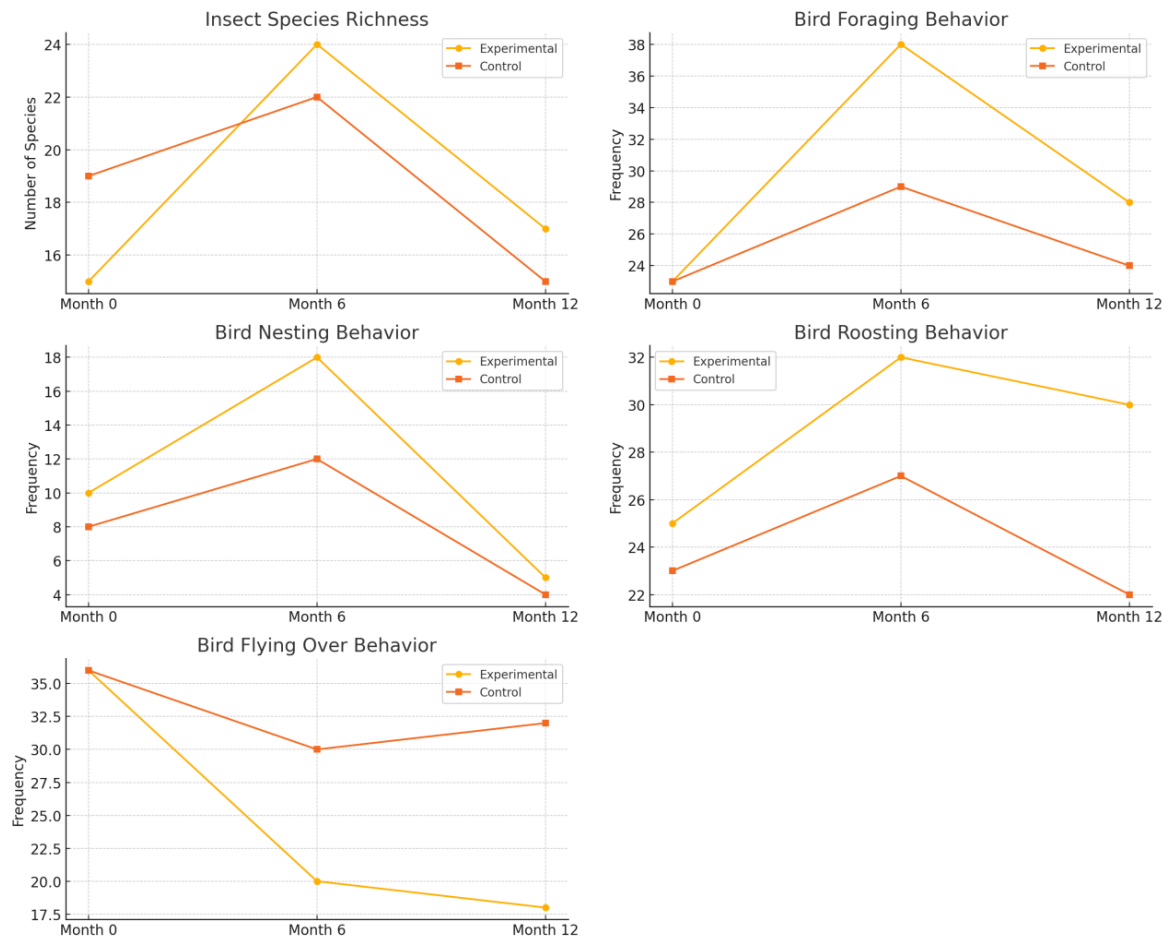 Insect Species Richness
Number of Species
24
22
20
18
16
Experimental
Control
Month 0
Month 6
Month 12
Bird Foraging Behavior
Frequency
38
36
34
32
30
28
26
24
Experimental
Control
Month 0
Month 6
Month 12
Bird Nesting Behavior
Frequency
18
16
14
12
10
8
6
4
Experimental
Control
Month 0
Month 6
Month 12
Bird Roosting Behavior
Frequency
32
30
28
26
24
22
Experimental
Control
Month 0
Month 6
Month 12
Bird Flying Over Behavior
Frequency
35.0
32.5
30.0
27.5
25.0
22.5
20.0
17.5
Experimental
Control
Month 0
Month 6
Month 12